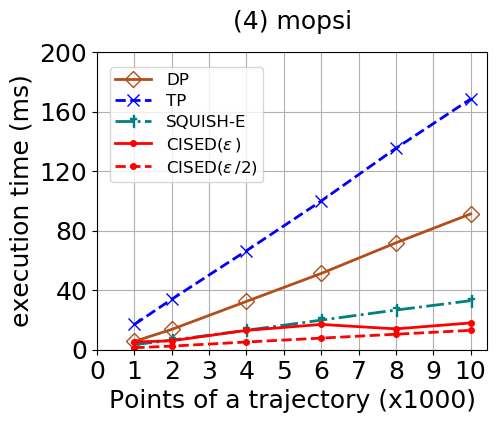 (4) mopsi
execution time (ms)
200
160
120
80
40
0
DP
TP
SQUISH-E
CISED(ε )
CISED(ε /2)
0 1 2 3 4 5 6 7 8 9 10
Points of a trajectory (x1000)